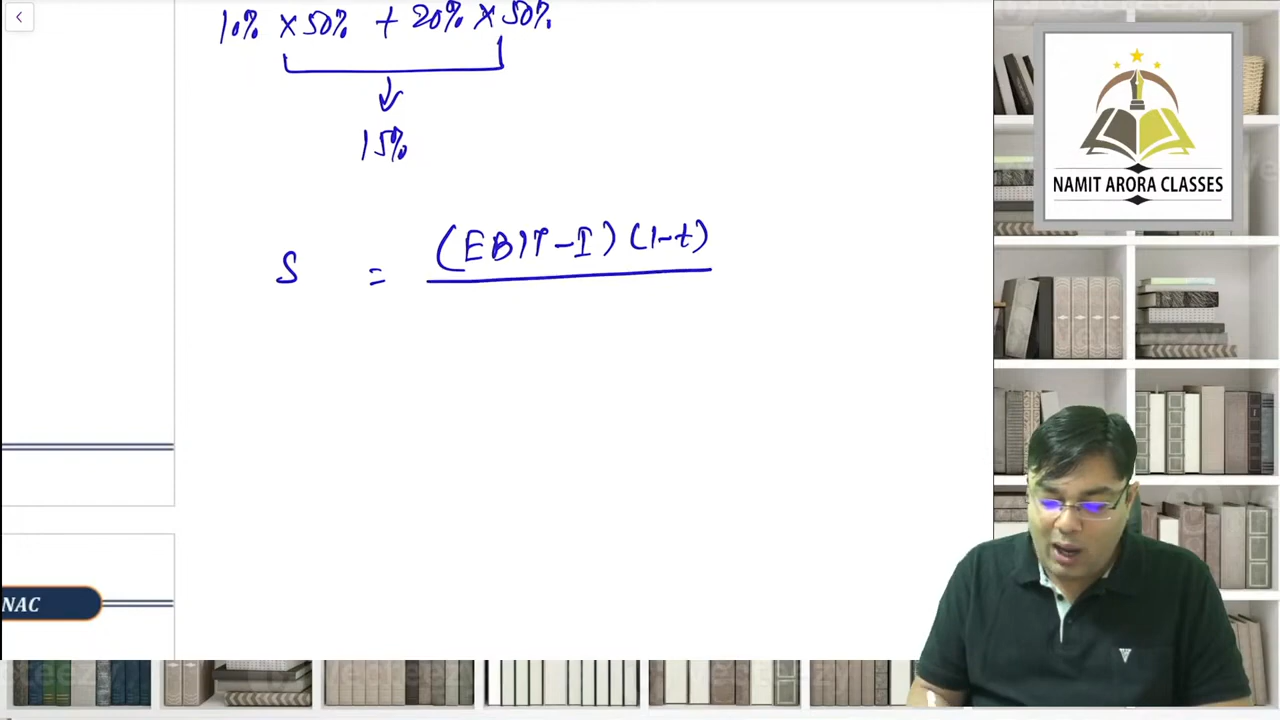 10% × 50% + 20% × 50%
15%
S = (EBIT-I) (1-t)
NAC
NAMIT ARORA CLASSES